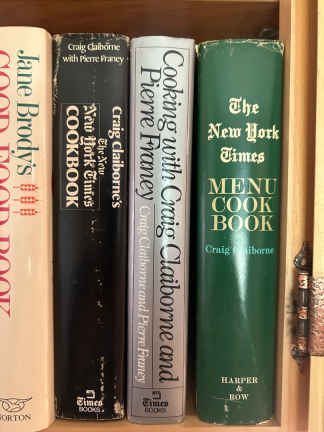 Jane Brody's
GOOD FOOD BOOK
NORTON
Craig Claiborne
with Pierre Franey
Craig Claiborne's
The New
New York Times
COOKBOOK
Times
BOOKS
Cooking with Craig Claiborne and
Pierre Franey
Craig Claiborne and Pierre Franey
Times
BOOKS
The
New York
Times
MENU
COOK
BOOK
Craig Claiborne
HARPER
&
ROW